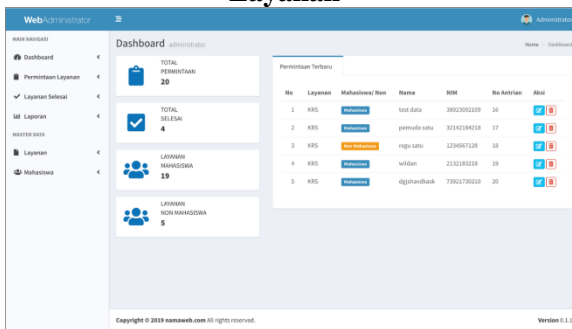 Layanan
WebAdministrator
Administrator
MAIN NAVIGASI
Dashboard
Permintaan Layanan
Layanan Selesai
Laporan
MASTER DATA
Layanan
Mahasiswa
Dashboard administrator
Home > Dashboard
TOTAL
PERMINTAAN
20
TOTAL
SELESAI
4
LAYANAN
MAHASISWA
19
LAYANAN
NON MAHASISWA
5
Permintaan Terbaru
No Layanan Mahasiswa/ Non Nama NIM No Antrian Aksi
1 KRS Mahasiswa test data 38923092109 16
2 KRS Mahasiswa pemuda satu 32142184218 17
3 KRS Non Mahasiswa regu satu 1234567128 18
4 KRS Mahasiswa wildan 2132183218 19
5 KRS Mahasiswa dgjshavdkack 73921730210 20
Copyright © 2019 namaweb.com All rights reserved.
Version 0.1.1